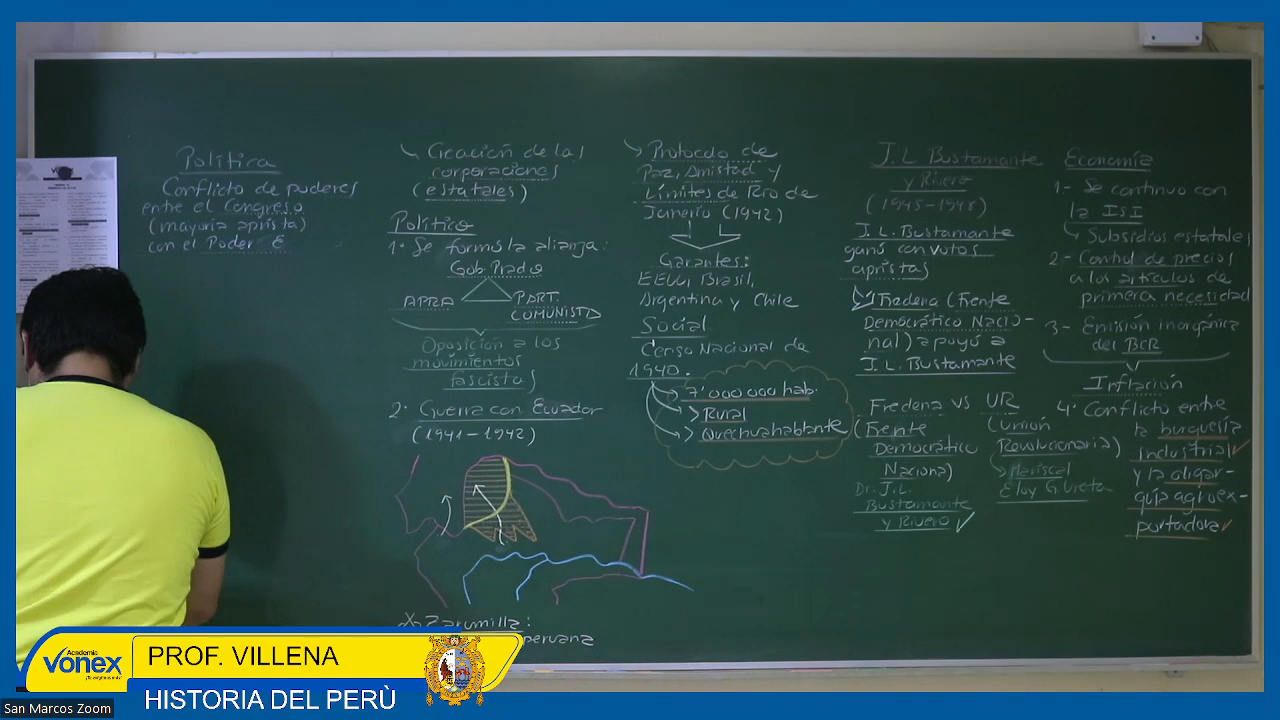 Política
Conflicto de poderes
entre el Congreso
(mayoría aprista)
con el Poder E
Creación de las
corporaciones
(estatales)
Político
1° Se formó la alianza:
Gob. Prado
APRA
PART.
COMUNISTA
Oposición a los
movimientos
fascistas
2° Guerra con Ecuador
(1941-1942)
Zarumilla:
peruana
Protocolo de
Paz, Amistad y
Límites de Río de
Janeiro (1942)
Garantes:
EEUU, Brasil,
Argentina y Chile
Social
Censo Nacional de
1940.
7'000 000 hab.
> Rural
> Quechuahablante
J. L Bustamante
y Rivero
(1945-1948)
J. L. Bustamante
ganó con votos
apristas
Fredena (Frente
Democrático Nacio-
nal) apoyó a
J. L. Bustamante
Fredena vs UR
(Frente
Democrático
Nacional)
Dr. J. L.
Bustamante
y Rivero ✓
(Unión
Revolucionaria)
Mariscal
Eloy G. Ureta
Economía
1.- Se continuo con
la ISI
Subsidios estatales
2- Control de precios
a los artículos de
primera necesidad
3- Emisión inorgánica
del BCR
Inflación
4° Conflicto entre
la burguesía
industrial ✓
y la oligar-
quía agroex-
portadora ✓
Academia
vonex
PROF. VILLENA
HISTORIA DEL PERÙ
San Marcos Zoom